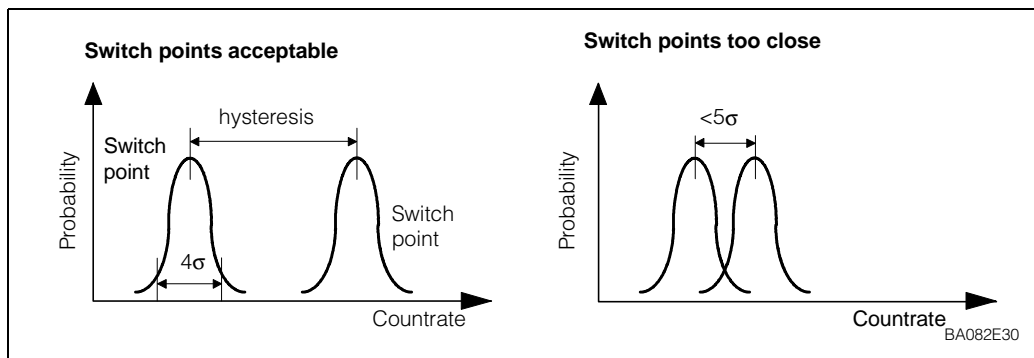 Switch points acceptable
hysteresis
Switch
point
Switch
point
4σ
Probability
Countrate
Switch points too close
<5σ
Probability
Countrate
BA082E30